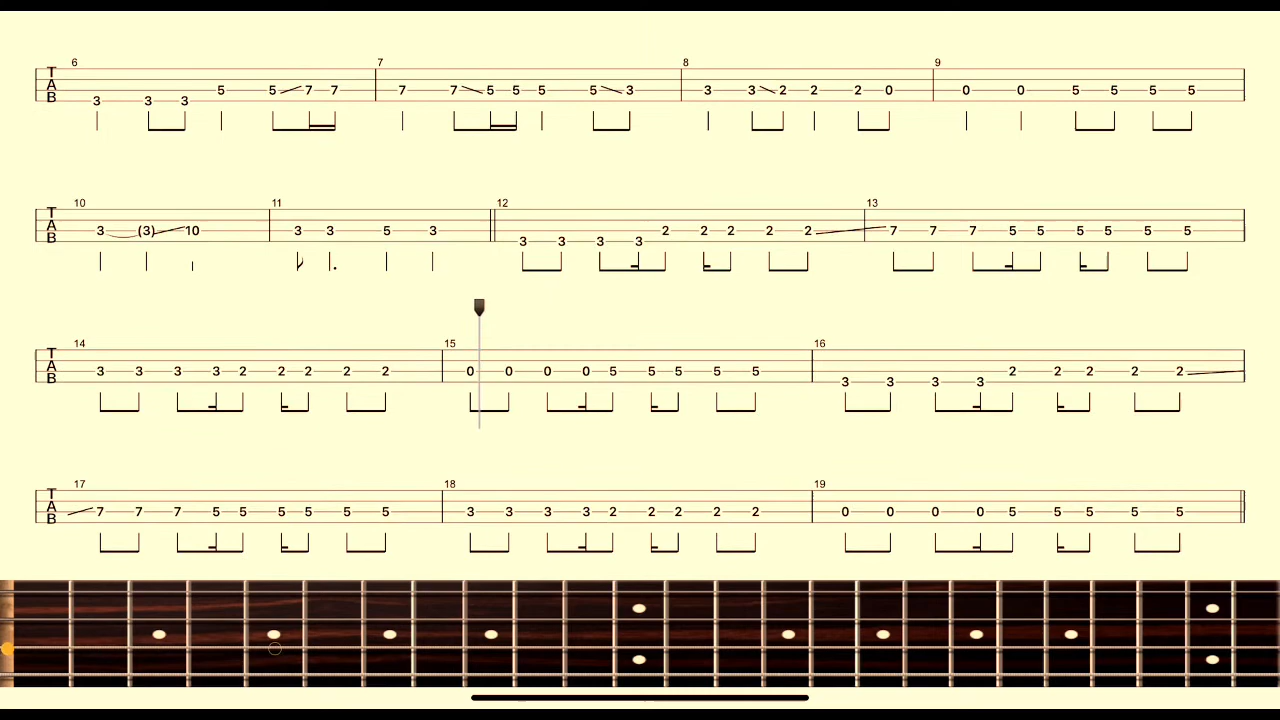 6 7 8 9
T A B 3 3 3 5 5 7 7 7 7 5 5 5 5 3 3 3 2 2 2 0 0 0 5 5 5 5
10 11 12 13
T A B 3 (3) 10 3 3 5 3 3 3 3 3 2 2 2 2 2 7 7 7 5 5 5 5 5 5
14 15 16
T A B 3 3 3 3 2 2 2 2 2 0 0 0 0 5 5 5 5 5 3 3 3 3 2 2 2 2 2
17 18 19
T A B 7 7 7 5 5 5 5 5 5 3 3 3 3 2 2 2 2 2 0 0 0 0 5 5 5 5 5